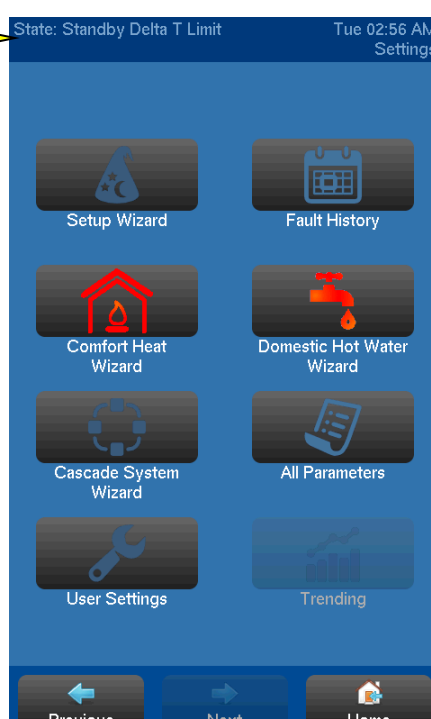 State: Standby Delta T Limit
Tue 02:56 AM
Settings
Setup Wizard
Fault History
Comfort Heat
Wizard
Domestic Hot Water
Wizard
Cascade System
Wizard
All Parameters
User Settings
Trending
Previous
Next
Home